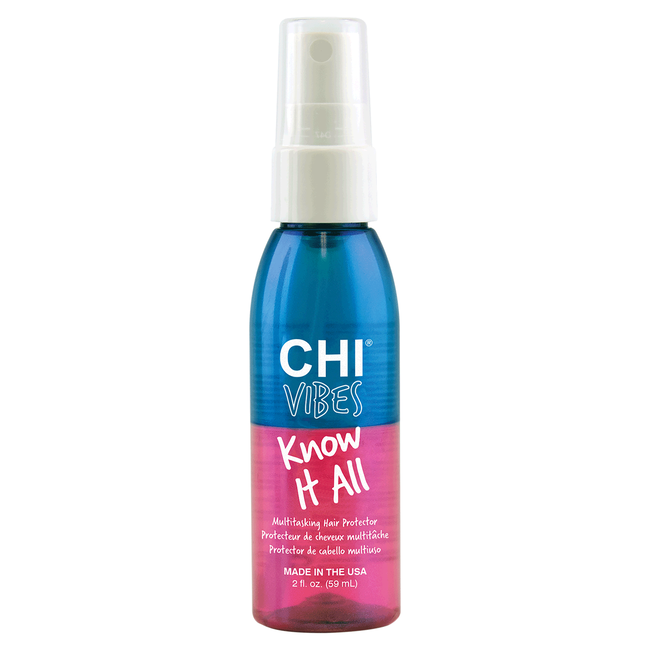 CHI®
VIBES
Know
It All
Multitasking Hair Protector
Protecteur de cheveux multitâche
Protector de cabello multiuso
MADE IN THE USA
2 fl. oz. (59 mL)